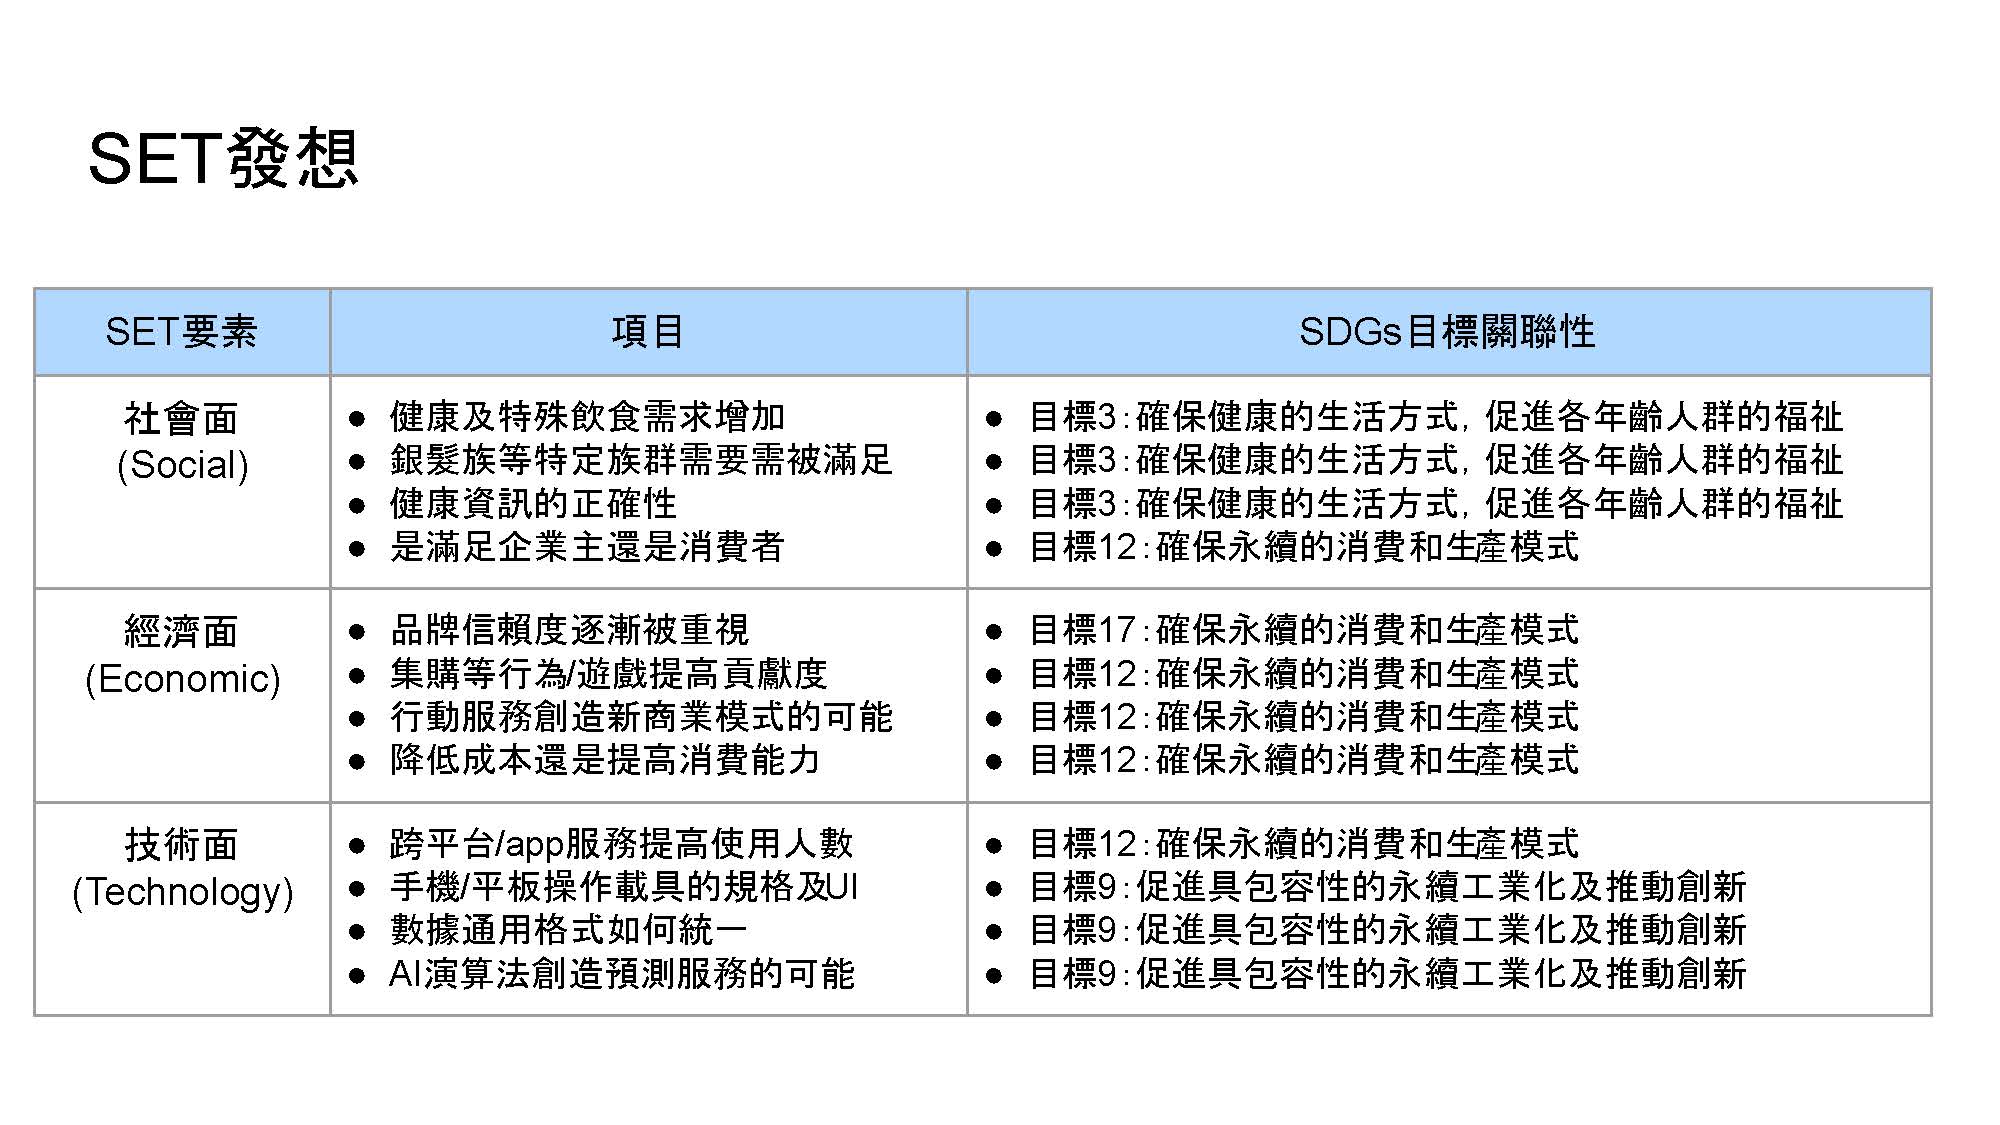 SET發想
SET要素
項目
SDGs目標關聯性
社會面
(Social)
● 健康及特殊飲食需求增加
● 銀髮族等特定族群需要需被滿足
● 健康資訊的正確性
● 是滿足企業主還是消費者
● 目標3：確保健康的生活方式，促進各年齡人群的福祉
● 目標3：確保健康的生活方式，促進各年齡人群的福祉
● 目標3：確保健康的生活方式，促進各年齡人群的福祉
● 目標12：確保永續的消費和生產模式
經濟面
(Economic)
● 品牌信賴度逐漸被重視
● 集購等行為/遊戲提高貢獻度
● 行動服務創造新商業模式的可能
● 降低成本還是提高消費能力
● 目標17：確保永續的消費和生產模式
● 目標12：確保永續的消費和生產模式
● 目標12：確保永續的消費和生產模式
● 目標12：確保永續的消費和生產模式
技術面
(Technology)
● 跨平台/app服務提高使用人數
● 手機/平板操作載具的規格及UI
● 數據通用格式如何統一
● AI演算法創造預測服務的可能
● 目標12：確保永續的消費和生產模式
● 目標9：促進具包容性的永續工業化及推動創新
● 目標9：促進具包容性的永續工業化及推動創新
● 目標9：促進具包容性的永續工業化及推動創新